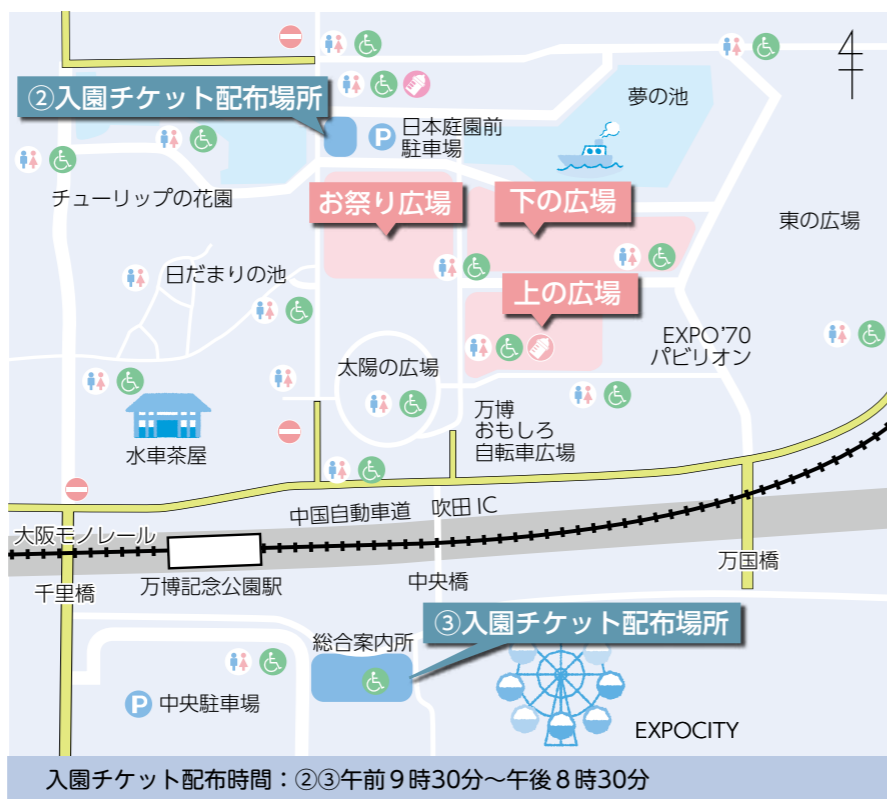 ②入園チケット配布場所
P
日本庭園前
駐車場
夢の池
チューリップの花園
お祭り広場
下の広場
東の広場
日だまりの池
上の広場
EXPO'70
パビリオン
太陽の広場
万博
おもしろ
自転車広場
水車茶屋
中国自動車道 吹田IC
大阪モノレール
万博記念公園駅
千里橋
中央橋
万国橋
③入園チケット配布場所
総合案内所
P
中央駐車場
EXPOCITY
入園チケット配布時間:②③午前9時30分~午後8時30分